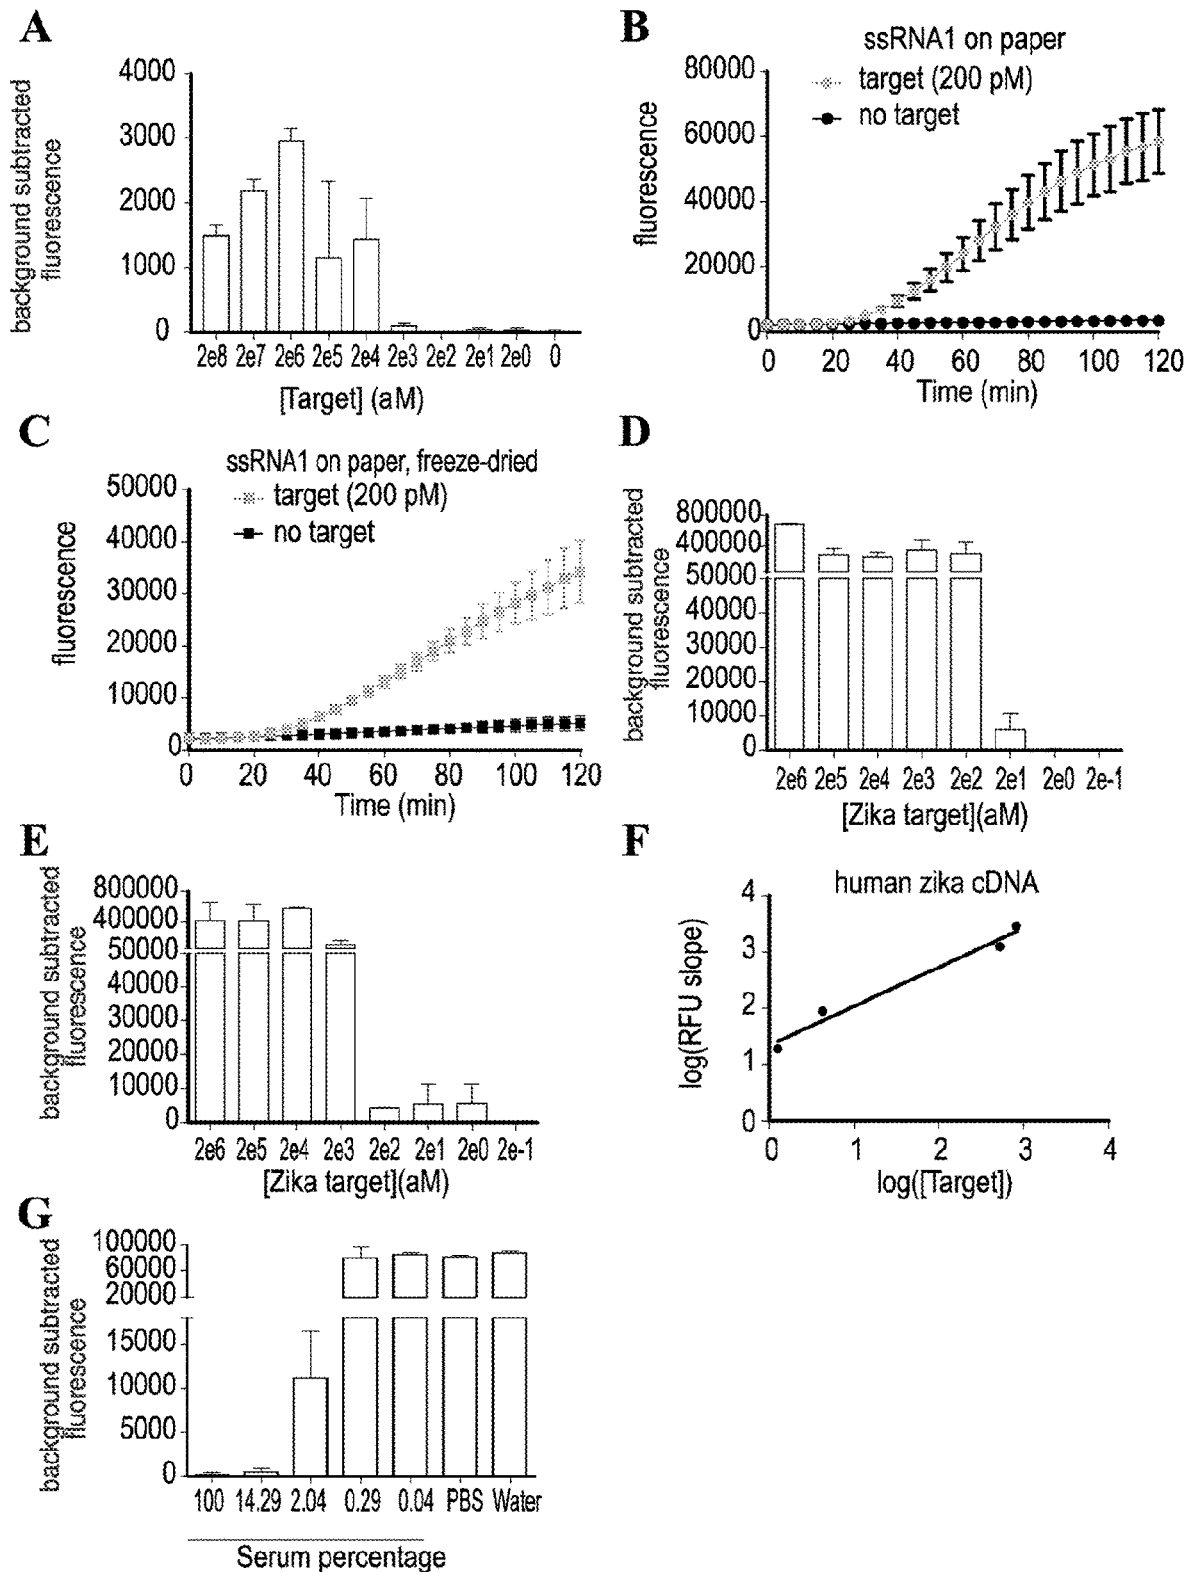 A
background subtracted
fluorescence
4000
3000
2000
1000
0
2e8 2e7 2e6 2e5 2e4 2e3 2e2 2e1 2e0 0
[Target] (aM)
B
ssRNA1 on paper
target (200 pM)
no target
fluorescence
80000
60000
40000
20000
0
0 20 40 60 80 100 120
Time (min)
C
ssRNA1 on paper, freeze-dried
target (200 pM)
no target
fluorescence
50000
40000
30000
20000
10000
0
0 20 40 60 80 100 120
Time (min)
D
background subtracted
fluorescence
800000
400000
50000
40000
30000
20000
10000
0
2e6 2e5 2e4 2e3 2e2 2e1 2e0 2e-1
[Zika target](aM)
E
background subtracted
fluorescence
800000
400000
50000
40000
30000
20000
10000
0
2e6 2e5 2e4 2e3 2e2 2e1 2e0 2e-1
[Zika target](aM)
F
human zika cDNA
log(RFU slope)
4
3
2
1
0
0 1 2 3 4
log([Target])
G
background subtracted
fluorescence
100000
60000
20000
15000
10000
5000
0
100 14.29 2.04 0.29 0.04 PBS Water
Serum percentage